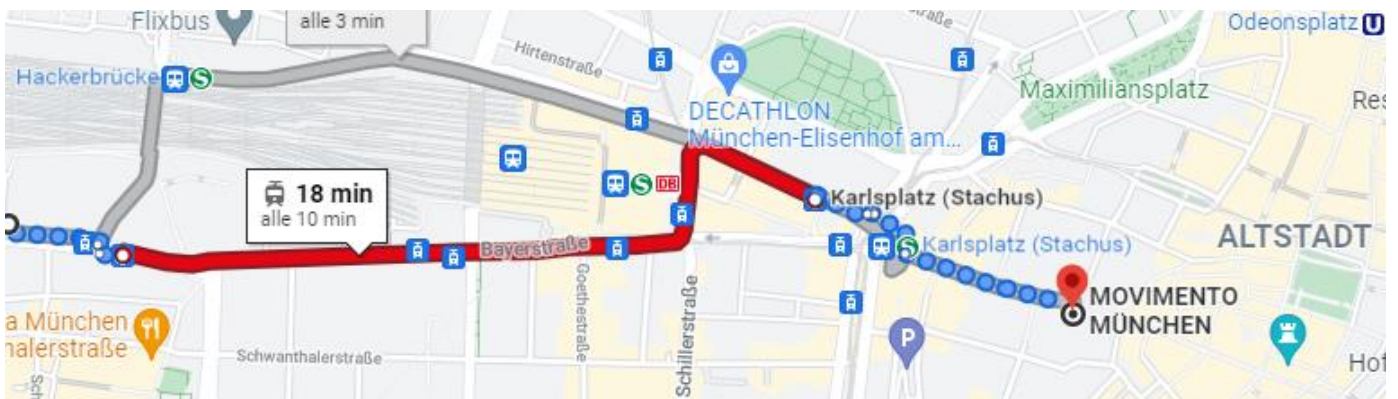 Flixbus
alle 3 min
Hirtenstraße
Odeonsplatz U
Hackerbrücke S
Maximiliansplatz
DECATHLON
München-Elisenhof am...
18 min
alle 10 min
S DB
Karlsplatz (Stachus)
Bayerstraße
S Karlsplatz (Stachus)
ALTSTADT
Goethestraße
Schillerstraße
MOVIMENTO
MÜNCHEN
a München
halerstraße
P
Schwanthalerstraße
Hof